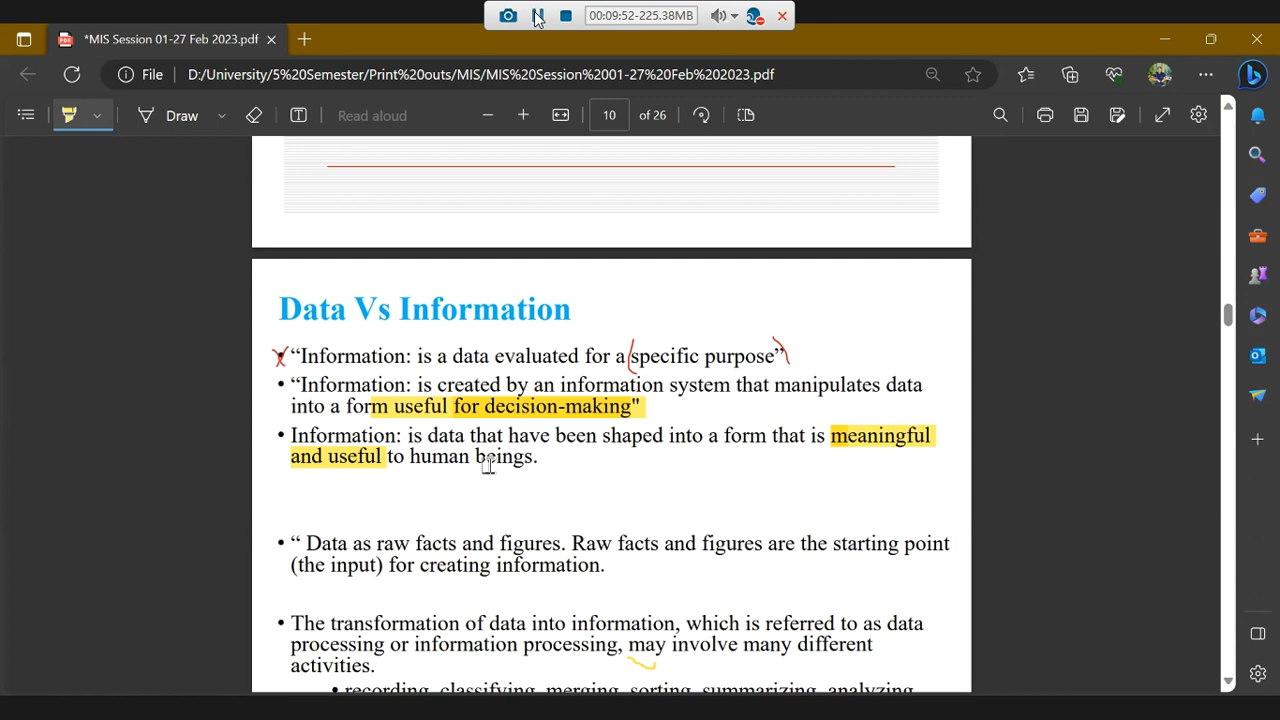 00:09:52-225.38MB
*MIS Session 01-27 Feb 2023.pdf
File
D:/University/5%20Semester/Print%20outs/MIS/MIS%20Session%2001-27%20Feb%202023.pdf
Draw
Read aloud
10
of 26
Data Vs Information
• “Information: is a data evaluated for a specific purpose”
• “Information: is created by an information system that manipulates data
into a form useful for decision-making"
• Information: is data that have been shaped into a form that is meaningful
and useful to human beings.
• “ Data as raw facts and figures. Raw facts and figures are the starting point
(the input) for creating information.
• The transformation of data into information, which is referred to as data
processing or information processing, may involve many different
activities.
• recording, classifying, merging, sorting, summarizing, analyzing,